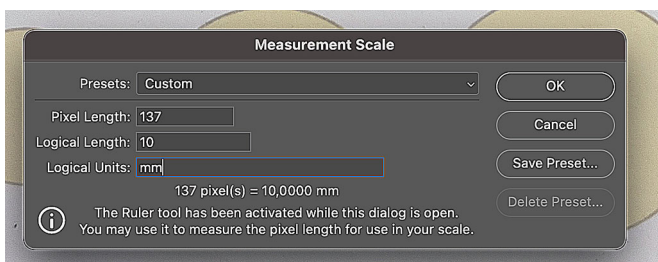 Measurement Scale
Presets: Custom
OK
Pixel Length: 137
Cancel
Logical Length: 10
Logical Units: mm
Save Preset...
137 pixel(s) = 10,0000 mm
Delete Preset...
The Ruler tool has been activated while this dialog is open.
You may use it to measure the pixel length for use in your scale.